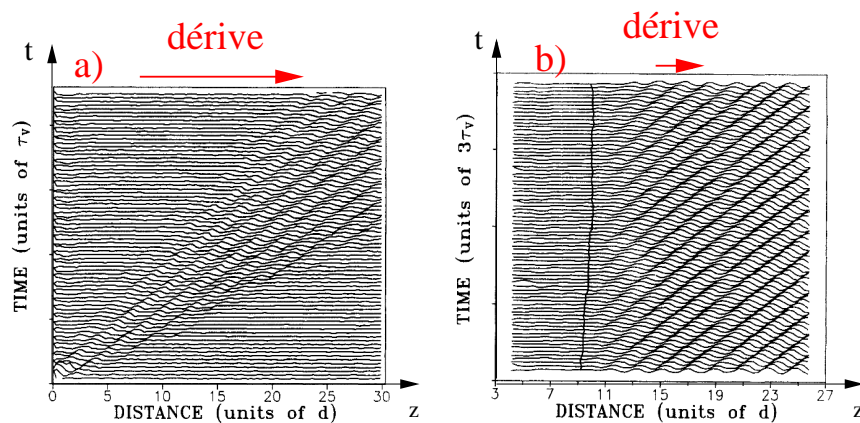 dérive
t
a)
TIME (units of τv)
0 5 10 15 20 25 30
DISTANCE (units of d)
z
dérive
t
b)
TIME (units of 3τv)
3 7 11 15 19 23 27
DISTANCE (units of d)
z